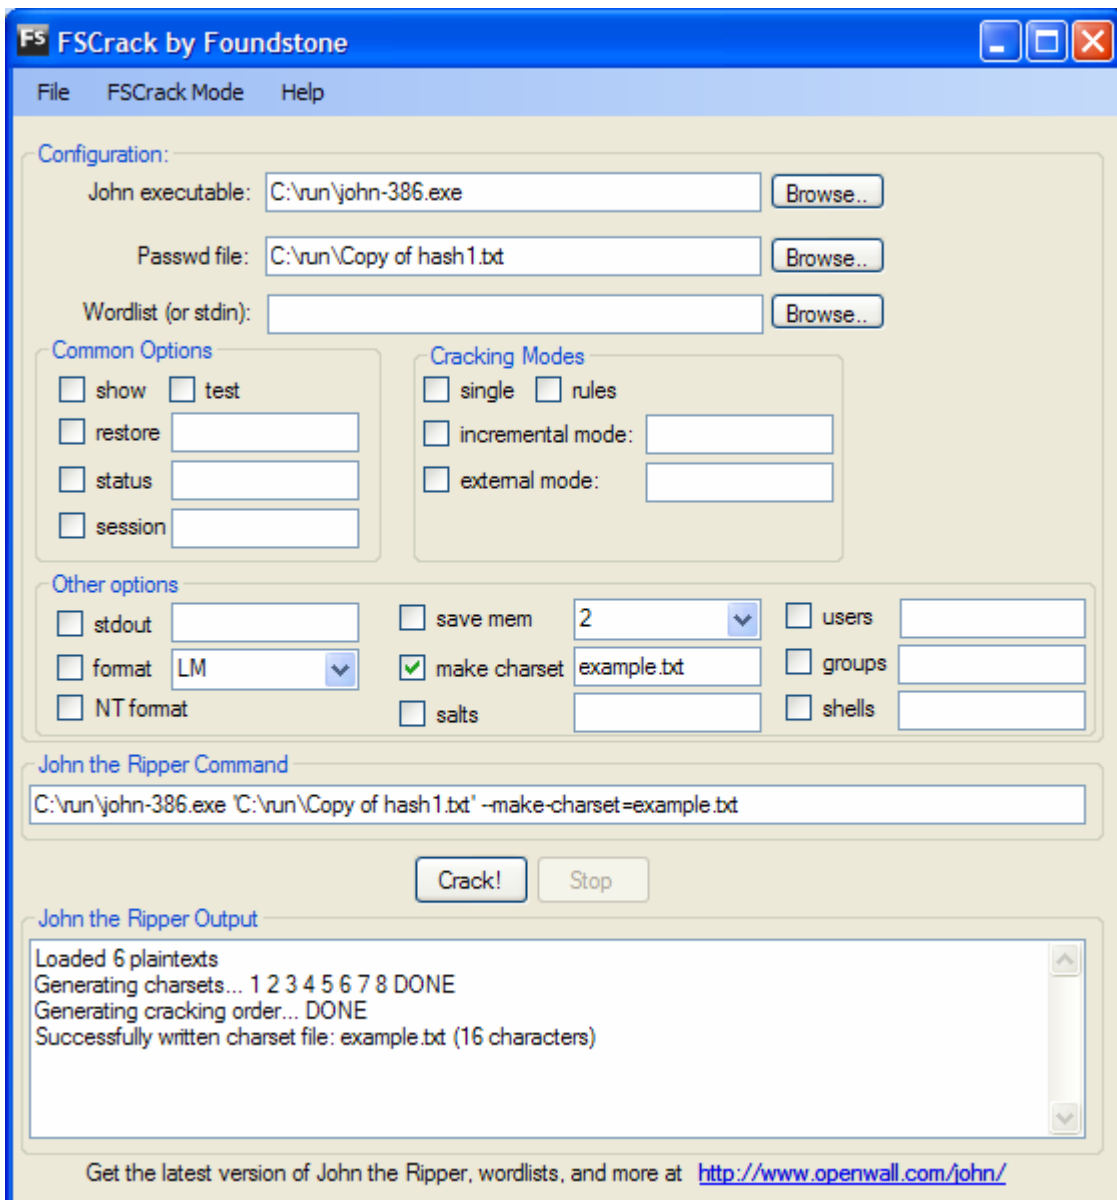 FS FSCrack by Foundstone
File FSCrack Mode Help
Configuration:
John executable: C:\run\john-386.exe Browse..
Passwd file: C:\run\Copy of hash1.txt Browse..
Wordlist (or stdin): Browse..
Common Options
show test
restore
status
session
Cracking Modes
single rules
incremental mode:
external mode:
Other options
stdout save mem 2 users
format LM make charset example.txt groups
NT format salts shells
John the Ripper Command
C:\run\john-386.exe "C:\run\Copy of hash1.txt" --make-charset=example.txt
Crack! Stop
John the Ripper Output
Loaded 6 plaintexts
Generating charsets... 1 2 3 4 5 6 7 8 DONE
Generating cracking order... DONE
Successfully written charset file: example.txt (16 characters)
Get the latest version of John the Ripper, wordlists, and more at http://www.openwall.com/john/